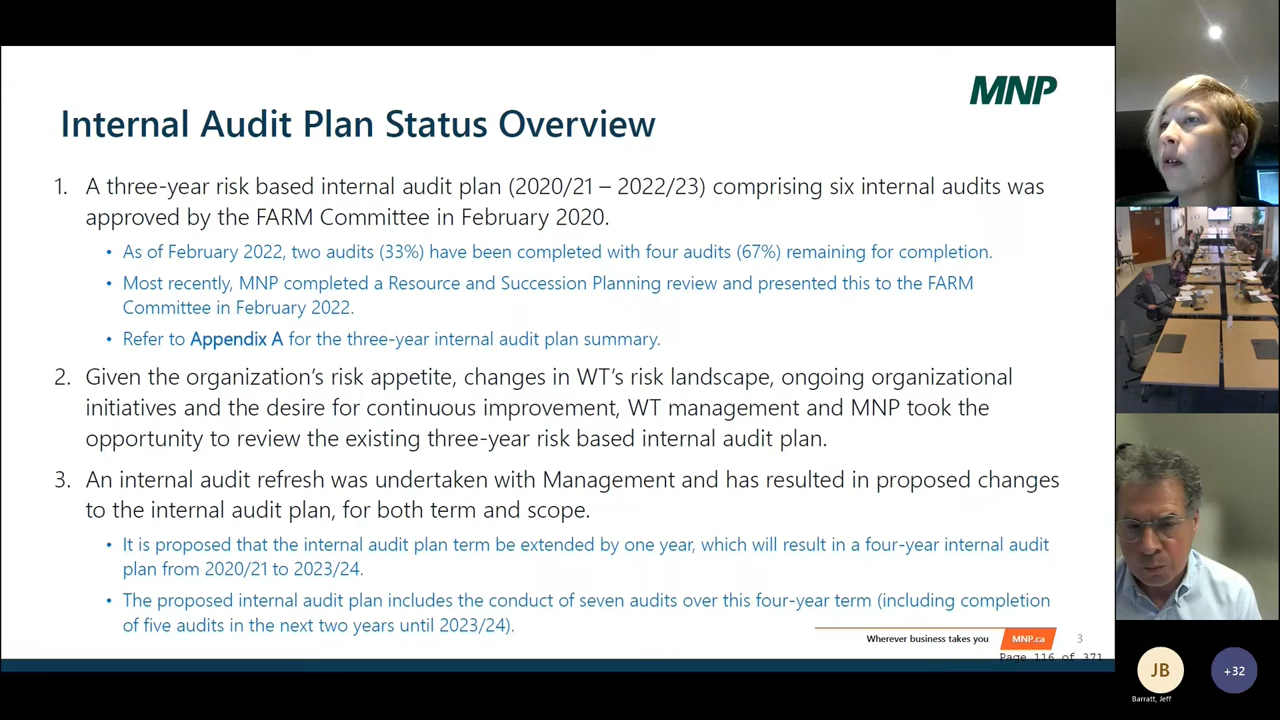 MNP
Internal Audit Plan Status Overview
1. A three-year risk based internal audit plan (2020/21 – 2022/23) comprising six internal audits was
approved by the FARM Committee in February 2020.
• As of February 2022, two audits (33%) have been completed with four audits (67%) remaining for completion.
• Most recently, MNP completed a Resource and Succession Planning review and presented this to the FARM
Committee in February 2022.
• Refer to Appendix A for the three-year internal audit plan summary.
2. Given the organization's risk appetite, changes in WT's risk landscape, ongoing organizational
initiatives and the desire for continuous improvement, WT management and MNP took the
opportunity to review the existing three-year risk based internal audit plan.
3. An internal audit refresh was undertaken with Management and has resulted in proposed changes
to the internal audit plan, for both term and scope.
• It is proposed that the internal audit plan term be extended by one year, which will result in a four-year internal audit
plan from 2020/21 to 2023/24.
• The proposed internal audit plan includes the conduct of seven audits over this four-year term (including completion
of five audits in the next two years until 2023/24).
Wherever business takes you MNP.ca 3
Page 116 of 371
JB
+32
Barratt, Jeff